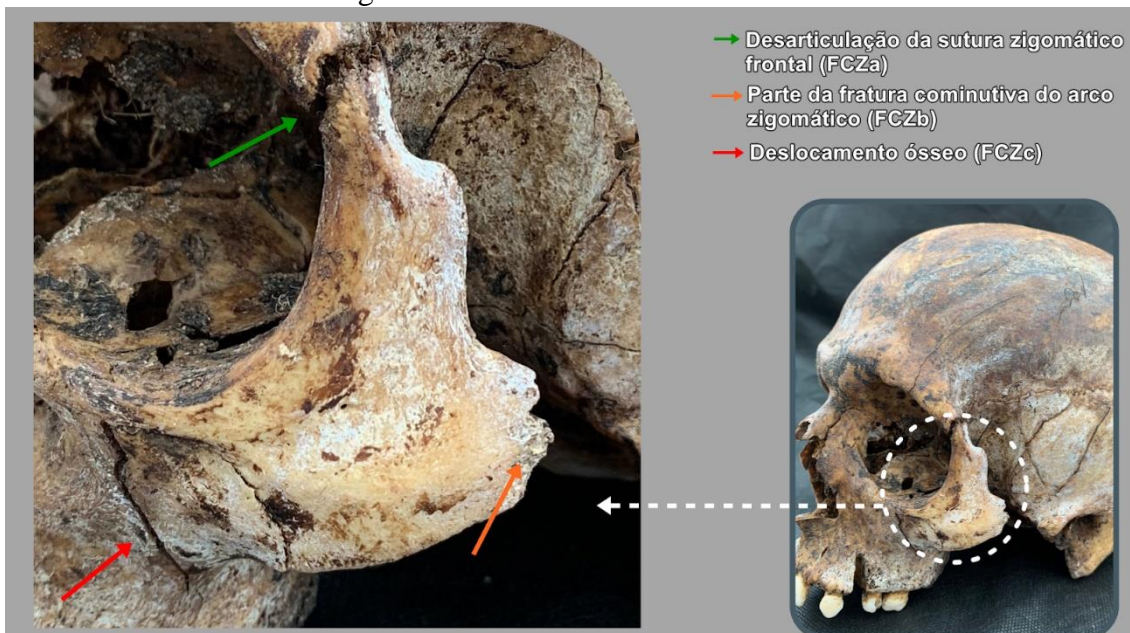 Desarticulação da sutura zigomático
frontal (FCZa)
Parte da fratura cominutiva do arco
zigomático (FCZb)
Deslocamento ósseo (FCZc)